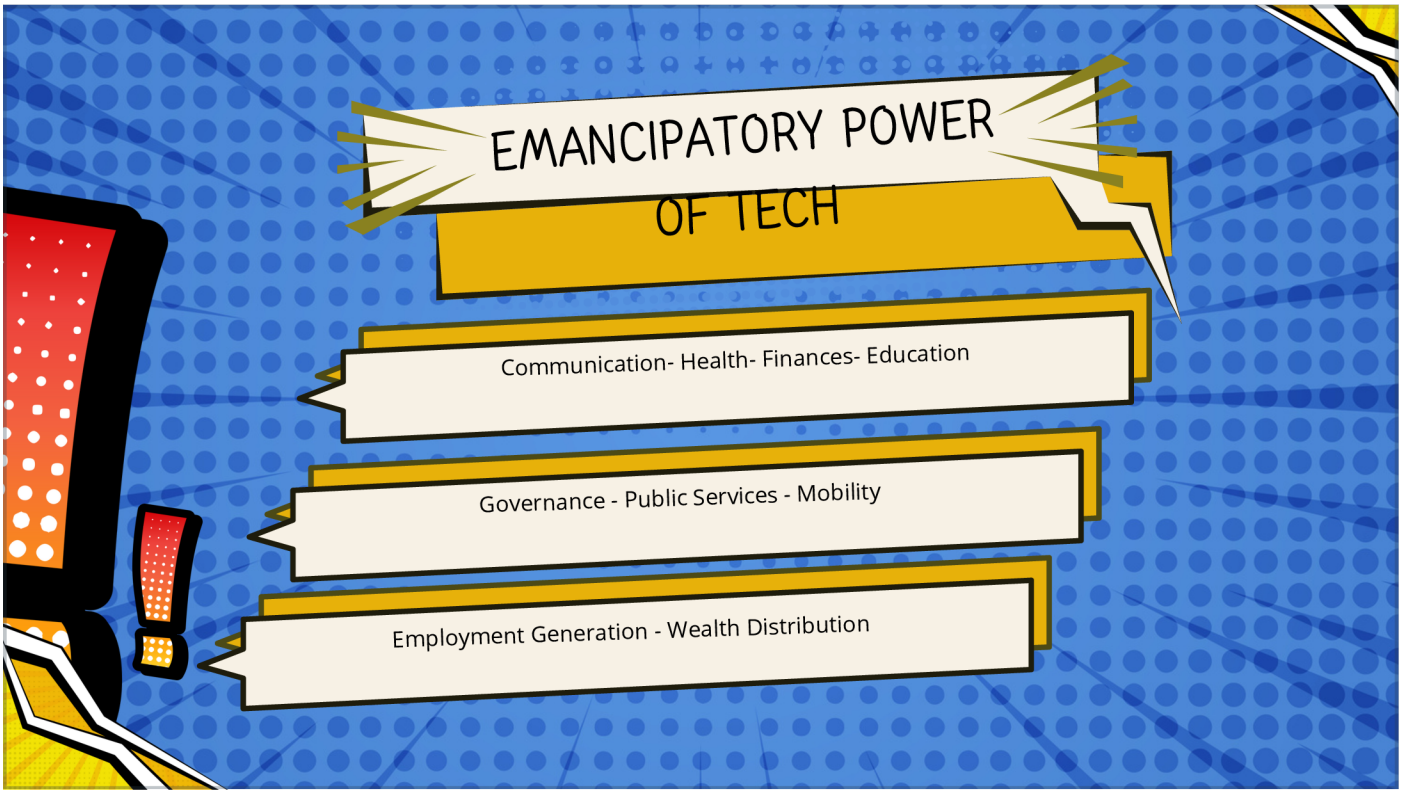 EMANCIPATORY POWER
OF TECH
Communication- Health- Finances- Education
Governance - Public Services - Mobility
Employment Generation - Wealth Distribution